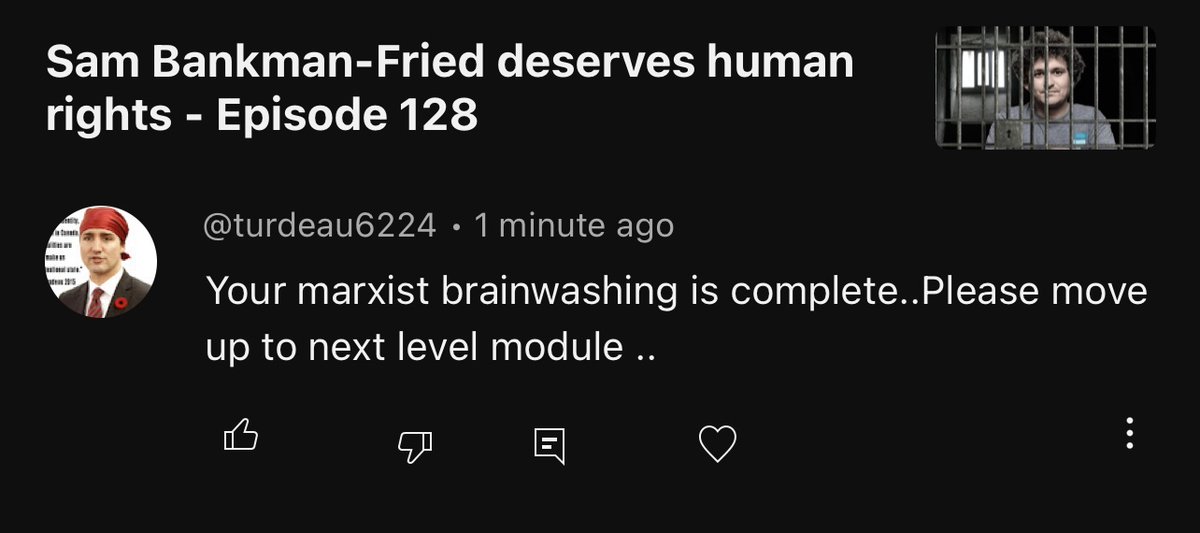 Sam Bankman-Fried deserves human
rights - Episode 128
@turdeau6224 • 1 minute ago
Your marxist brainwashing is complete..Please move
up to next level module ..